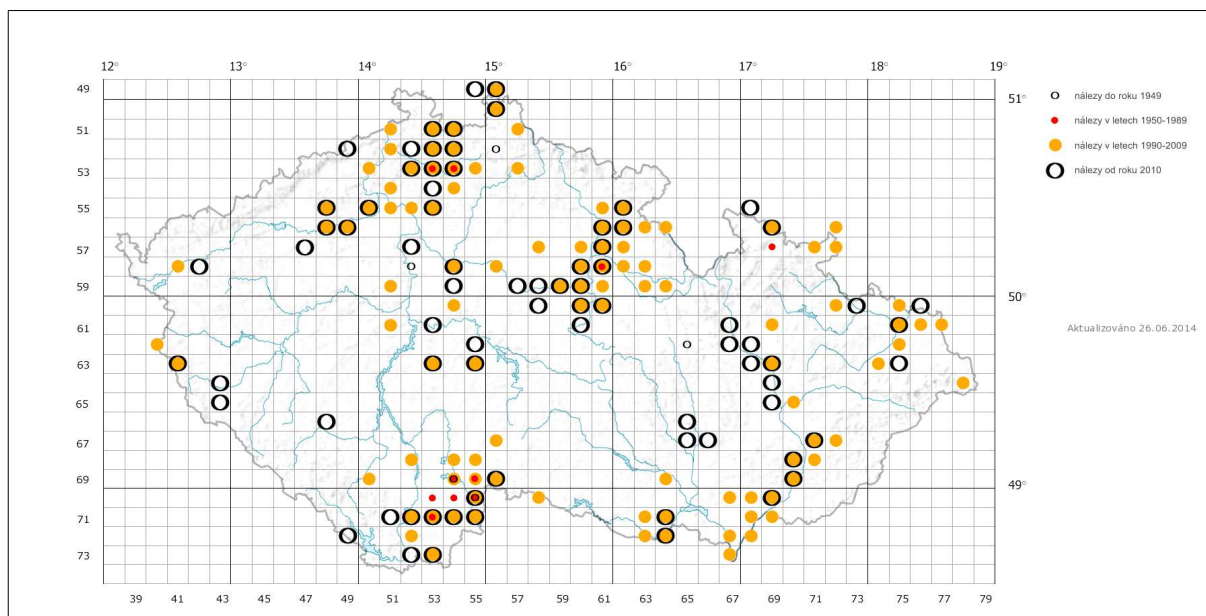 12° 13 14 15 16 17 18 19
49 51°
51
53
55
57
59
50°
61
63
65
67
69 49°
71
73
39 41 43 45 47 49 51 53 55 57 59 61 63 65 67 69 71 73 75 77 79
nálezy do roku 1949
nálezy v letech 1950-1989
nálezy v letech 1990-2009
nálezy od roku 2010
Aktualizováno 26.06.2014